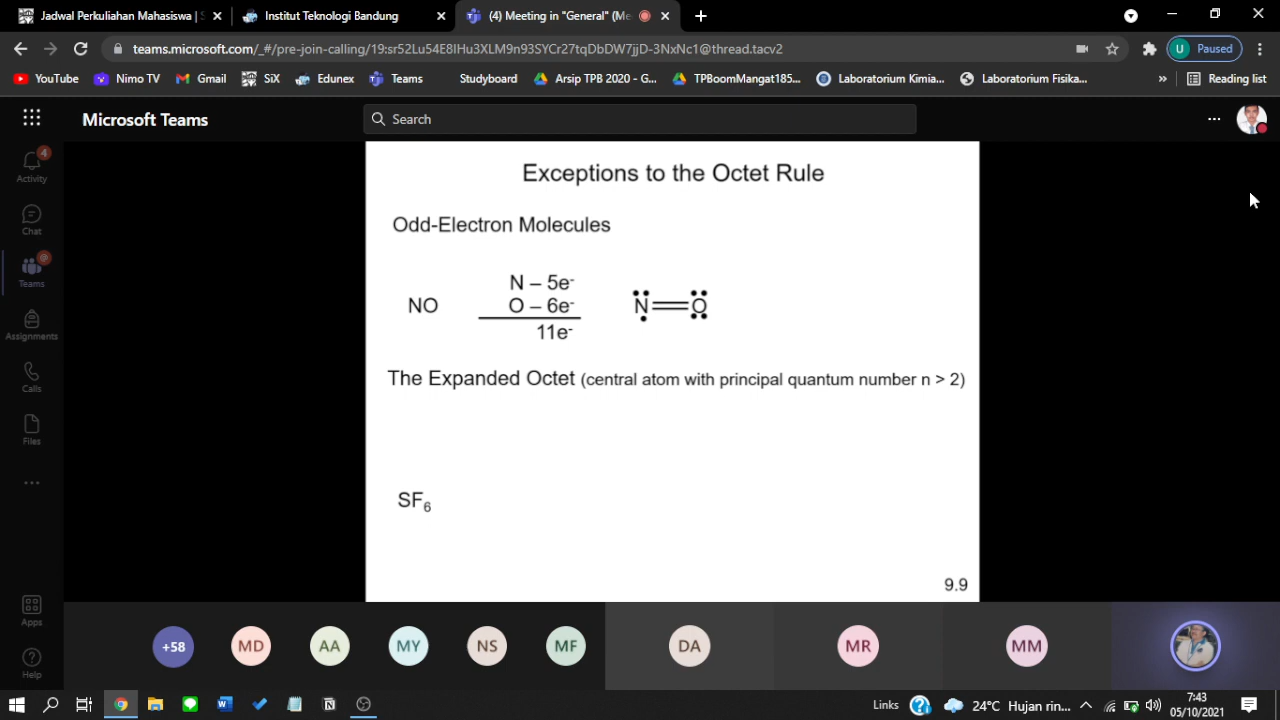 Jadwal Perkuliahan Mahasiswa |
Institut Teknologi Bandung
(4) Meeting in "General" (Me
teams.microsoft.com/_#/pre-join-calling/19:sr52Lu54E8IHu3XLM9n93SYCr27tqDbDW7jjD-3NxNc1@thread.tacv2
U Paused
YouTube Nimo TV Gmail SIX Edunex Teams Studyboard Arsip TPB 2020 - G... TPBromMangat185... Laboratorium Kimia... Laboratorium Fisika... » Reading list
Microsoft Teams
Search
4
Activity
Chat
@
Teams
Assignments
Calls
Files
Apps
Help
Exceptions to the Octet Rule
Odd-Electron Molecules
N – 5e-
NO O – 6e- N O
11e-
The Expanded Octet (central atom with principal quantum number n > 2)
SF6
9.9
+58 MD AA MY NS MF DA MR MM
Links 24°C Hujan rin... 7:43
05/10/2021